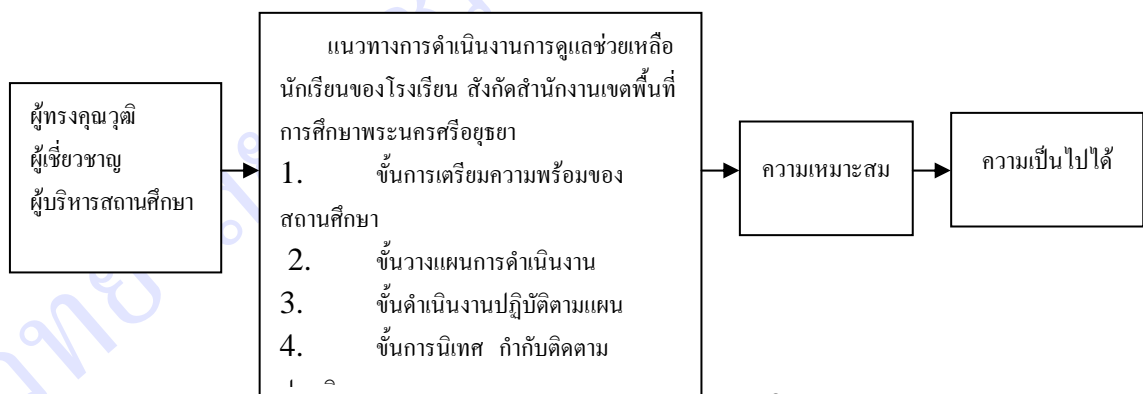 ผู้ทรงคุณวุฒิ
ผู้เชี่ยวชาญ
ผู้บริหารสถานศึกษา
แนวทางการดำเนินงานการดูแลช่วยเหลือ
นักเรียนของโรงเรียน สังกัดสำนักงานเขตพื้นที่
การศึกษาพระนครศรีอยุธยา
1. ขั้นการเตรียมความพร้อมของ
สถานศึกษา
2. ขั้นวางแผนการดำเนินงาน
3. ขั้นดำเนินงานปฏิบัติตามแผน
4. ขั้นการนิเทศ กำกับติดตาม
ความเหมาะสม
ความเป็นไปได้